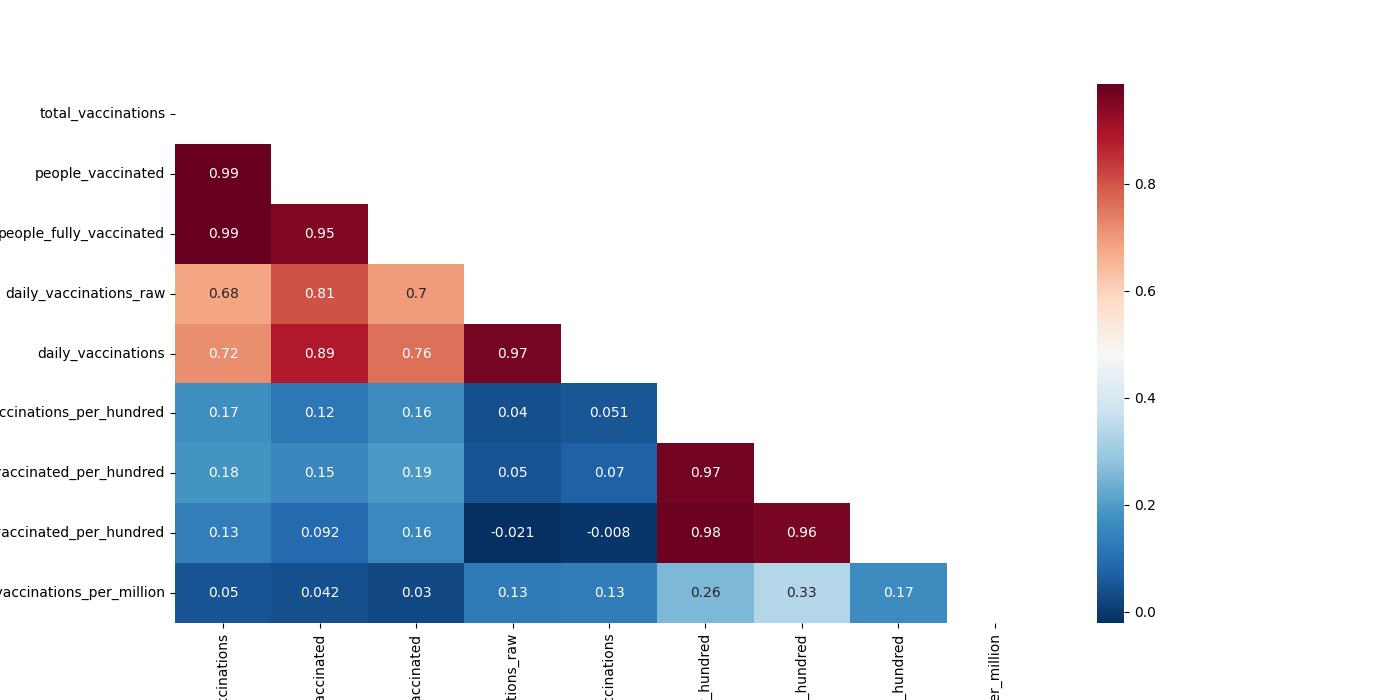 total_vaccinations
people_vaccinated
0.99
people_fully_vaccinated
0.99 0.95
daily_vaccinations_raw
0.68 0.81 0.7
daily_vaccinations
0.72 0.89 0.76 0.97
ccinations_per_hundred
0.17 0.12 0.16 0.04 0.051
accinated_per_hundred
0.18 0.15 0.19 0.05 0.07 0.97
accinated_per_hundred
0.13 0.092 0.16 -0.021 -0.008 0.98 0.96
vaccinations_per_million
0.05 0.042 0.03 0.13 0.13 0.26 0.33 0.17
cinations
accinated
accinated
tions_raw
ccinations
_hundred
_hundred
_hundred
er_million
0.8
0.6
0.4
0.2
0.0